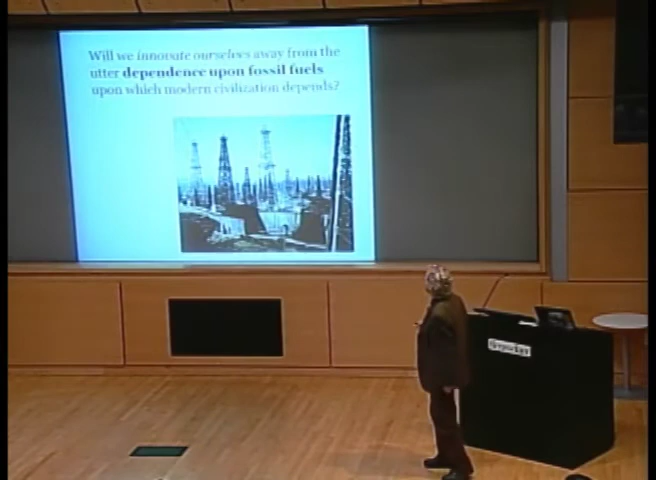 Will we innovate ourselves away from the
utter dependence upon fossil fuels
upon which modern civilization depends?